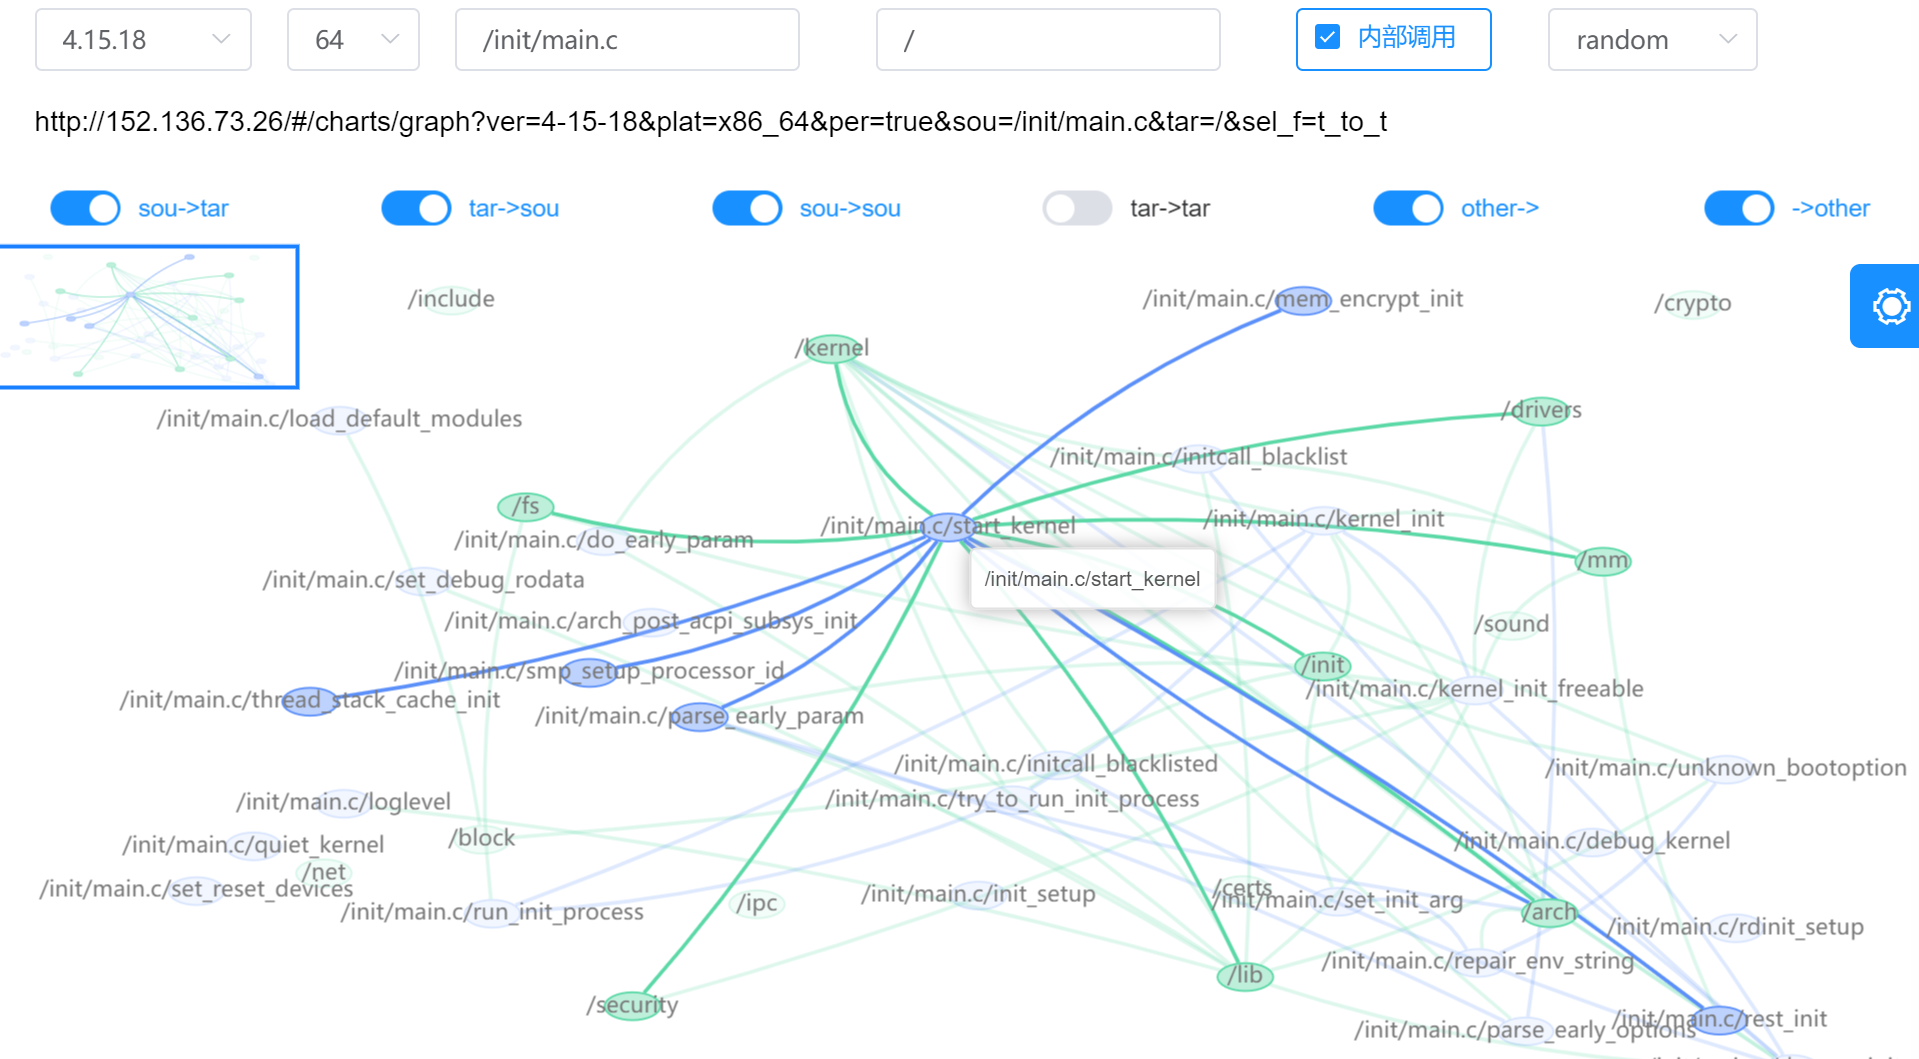 4.15.18
64
/init/main.c
/
内部调用
random
http://152.136.73.26/#/charts/graph?ver=4-15-18&plat=x86_64&per=true&sou=/init/main.c&tar=/&sel_f=t_to_t
sou->tar
tar->sou
sou->sou
tar->tar
other->
->other
/include
/init/main.c/mem_encrypt_init
/crypto
/kernel
/drivers
/init/main.c/load_default_modules
/init/main.c/initcall_blacklist
/fs
/init/main.c/start_kernel
/init/main.c/kernel_init
/init/main.c/do_early_param
/mm
/init/main.c/set_debug_rodata
/init/main.c/start_kernel
/init/main.c/arch_post_acpi_subsys_init
/sound
/init/main.c/smp_setup_processor_id
/init
/init/main.c/thread_stack_cache_init
/init/main.c/kernel_init_freeable
/init/main.c/parse_early_param
/init/main.c/initcall_blacklisted
/init/main.c/unknown_bootoption
/init/main.c/loglevel
/init/main.c/try_to_run_init_process
/init/main.c/quiet_kernel
/block
/init/main.c/debug_kernel
/net
/init/main.c/set_reset_devices
/init/main.c/init_setup
/certs
/init/main.c/set_init_arg
/ipc
/init/main.c/run_init_process
/arch
/init/main.c/rdinit_setup
/init/main.c/repair_env_string
/lib
/security
/init/main.c/rest_init
/init/main.c/parse_early_options